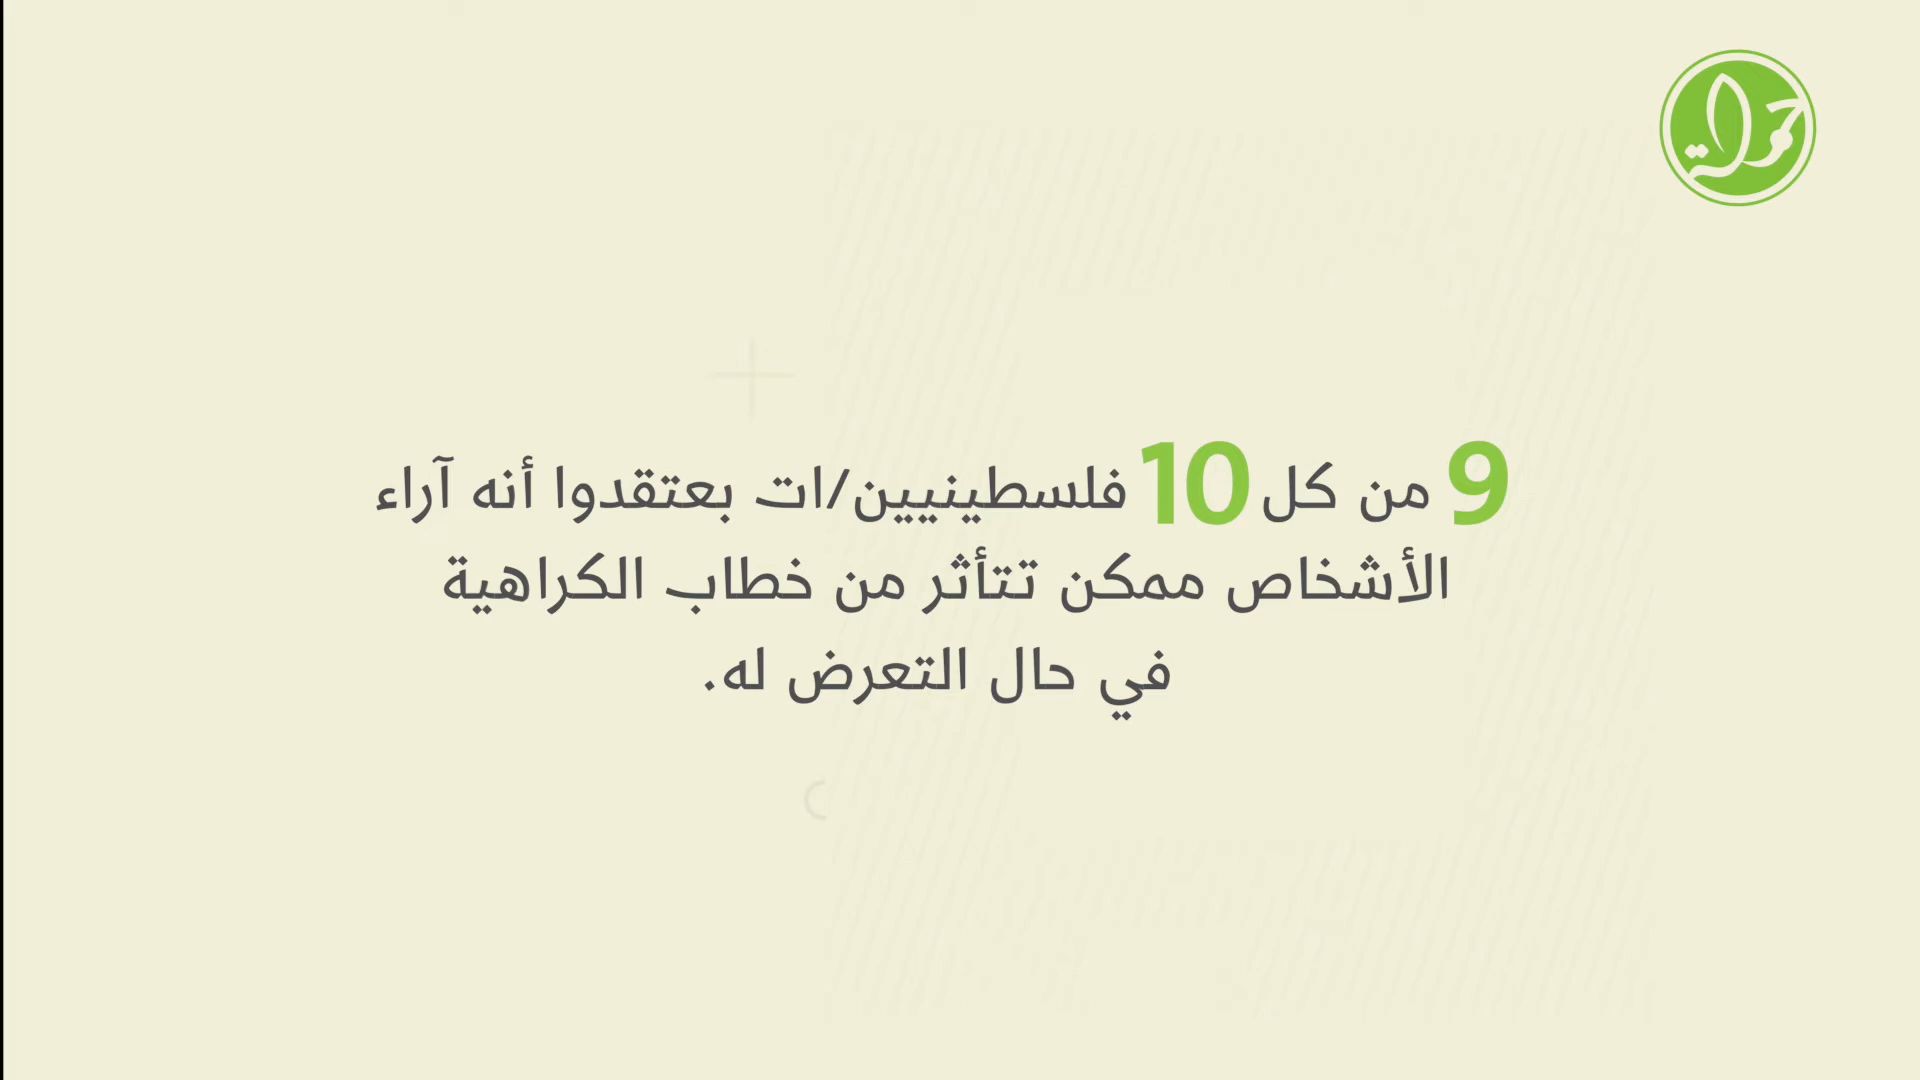 حملة
9 من كل 10 فلسطينيين/ات بعتقدوا أنه آراء
الأشخاص ممكن تتأثر من خطاب الكراهية
في حال التعرض له.